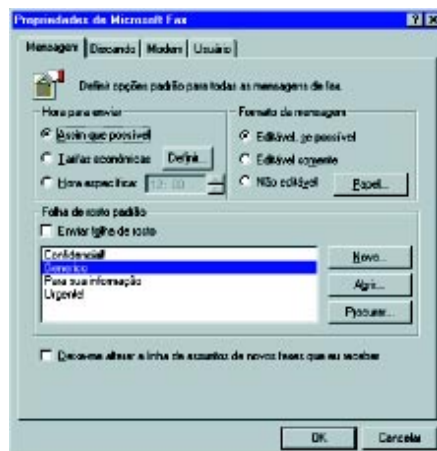 Propriedades de Microsoft Fax
Mensagem Discando Modem Usuário
Definir opções padrão para todas as mensagens de fax.
Hora para enviar
Assim que possível
Tarifas econômicas Definir...
Hora específica: 12:00
Formato da mensagem
Editável, se possível
Editável somente
Não editável Papel...
Folha de rosto padrão
Enviar folha de rosto
Confidencial!
Genérico
Para sua informação
Urgente!
Novo...
Abrir...
Procurar...
Deixe-me alterar a linha de assuntos de novos faxes que eu receber
OK Cancelar